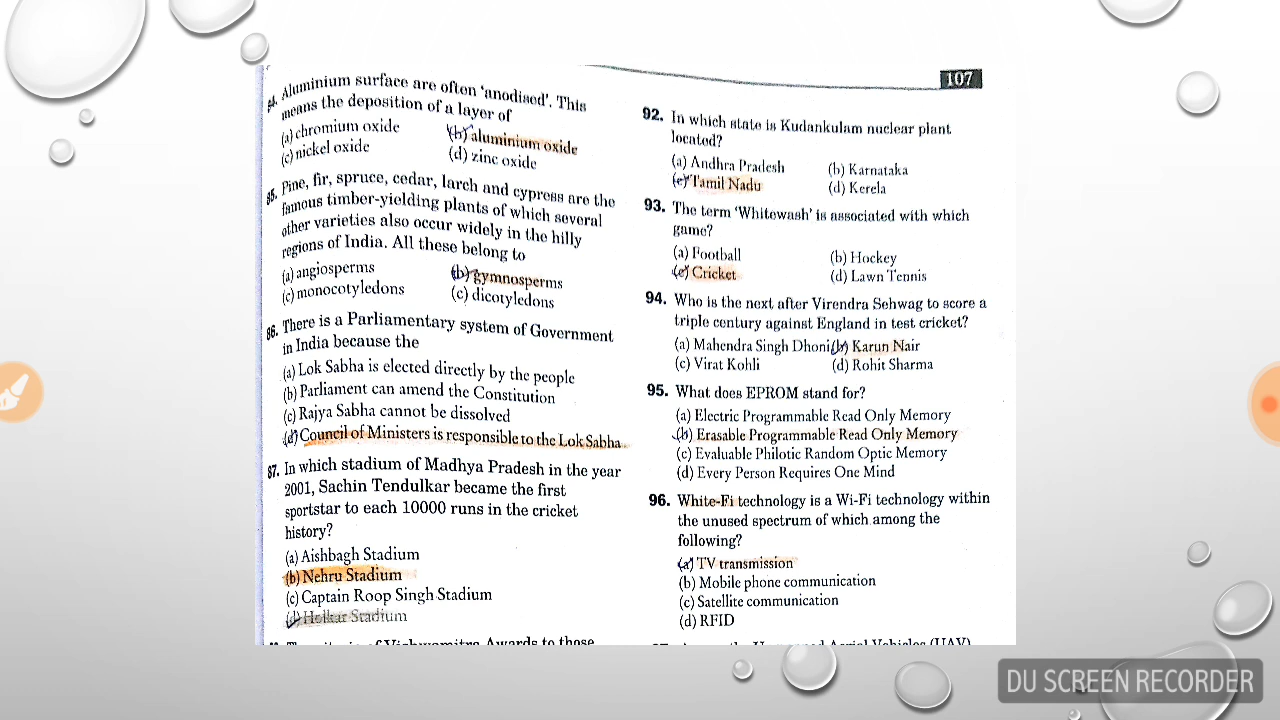 107
84. Aluminium surface are often 'anodised'. This
means the deposition of a layer of
(a) chromium oxide (b) aluminium oxide
(c) nickel oxide (d) zinc oxide
85. Pine, fir, spruce, cedar, larch and cypress are the
famous timber-yielding plants of which several
other varieties also occur widely in the hilly
regions of India. All these belong to
(a) angiosperms (b) gymnosperms
(c) monocotyledons (c) dicotyledons
86. There is a Parliamentary system of Government
in India because the
(a) Lok Sabha is elected directly by the people
(b) Parliament can amend the Constitution
(c) Rajya Sabha cannot be dissolved
(d) Council of Ministers is responsible to the Lok Sabha
87. In which stadium of Madhya Pradesh in the year
2001, Sachin Tendulkar became the first
sportstar to each 10000 runs in the cricket
history?
(a) Aishbagh Stadium
(b) Nehru Stadium
(c) Captain Roop Singh Stadium
(d) Holkar Stadium
Awards to those
92. In which state is Kudankulam nuclear plant
located?
(a) Andhra Pradesh (b) Karnataka
(c) Tamil Nadu (d) Kerela
93. The term 'Whitewash' is associated with which
game?
(a) Football (b) Hockey
(c) Cricket (d) Lawn Tennis
94. Who is the next after Virendra Sehwag to score a
triple century against England in test cricket?
(a) Mahendra Singh Dhoni (b) Karun Nair
(c) Virat Kohli (d) Rohit Sharma
95. What does EPROM stand for?
(a) Electric Programmable Read Only Memory
(b) Erasable Programmable Read Only Memory
(c) Evaluable Philotic Random Optic Memory
(d) Every Person Requires One Mind
96. White-Fi technology is a Wi-Fi technology within
the unused spectrum of which among the
following?
(a) TV transmission
(b) Mobile phone communication
(c) Satellite communication
(d) RFID
Aerial Vehicles (UAV)
DU SCREEN RECORDER